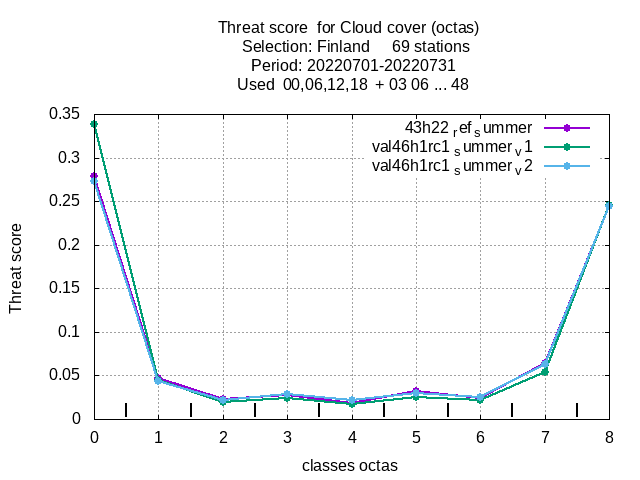 Threat score for Cloud cover (octas)
Selection: Finland 69 stations
Period: 20220701-20220731
Used 00,06,12,18 + 03 06 ... 48
43h22 ref summer
val46h1rc1 summer v1
val46h1rc1 summer v2
0.35
0.3
0.25
0.2
0.15
0.1
0.05
0
Threat score
0 1 2 3 4 5 6 7 8
classes octas